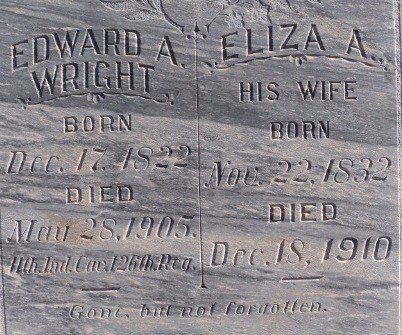 EDWARD A.
WRIGHT
BORN
Dec. 17, 1822
DIED
May 28, 1905.
11th. Ind. Cav. 126th. Reg.
ELIZA A.,
HIS WIFE
BORN
Nov. 22, 1832
DIED
Dec. 18, 1910
Gone, but not forgotten.